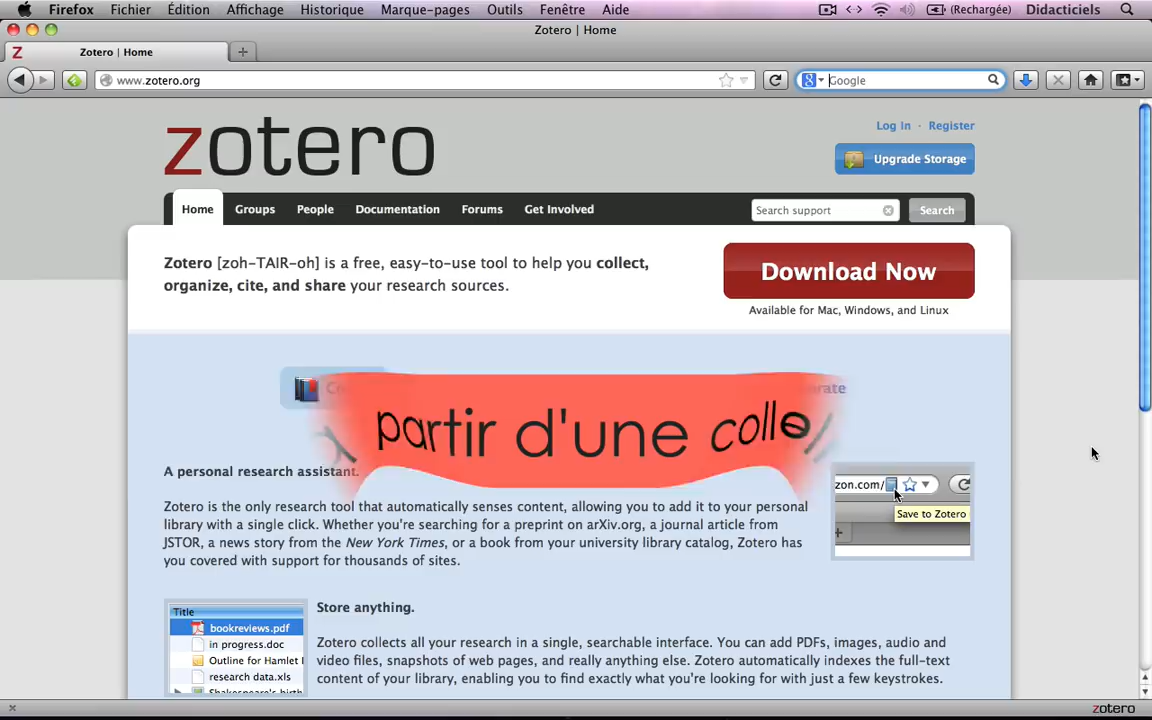 Firefox Fichier Édition Affichage Historique Marque-pages Outils Fenêtre Aide (Rechargée) Didacticiels
Zotero | Home
Z Zotero | Home
www.zotero.org Google
zotero
Log In · Register
Upgrade Storage
Home Groups People Documentation Forums Get Involved Search support Search
Zotero [zoh-TAIR-oh] is a free, easy-to-use tool to help you collect,
organize, cite, and share your research sources.
Download Now
Available for Mac, Windows, and Linux
partir d'une
A personal research assistant.
Zotero is the only research tool that automatically senses content, allowing you to add it to your personal
library with a single click. Whether you're searching for a preprint on arXiv.org, a journal article from
JSTOR, a news story from the New York Times, or a book from your university library catalog, Zotero has
you covered with support for thousands of sites.
zon.com/
Save to Zotero
Title
bookreviews.pdf
in progress.doc
Outline for Hamlet
research data.xls
Store anything.
Zotero collects all your research in a single, searchable interface. You can add PDFs, images, audio and
video files, snapshots of web pages, and really anything else. Zotero automatically indexes the full-text
content of your library, enabling you to find exactly what you're looking for with just a few keystrokes.
zotero